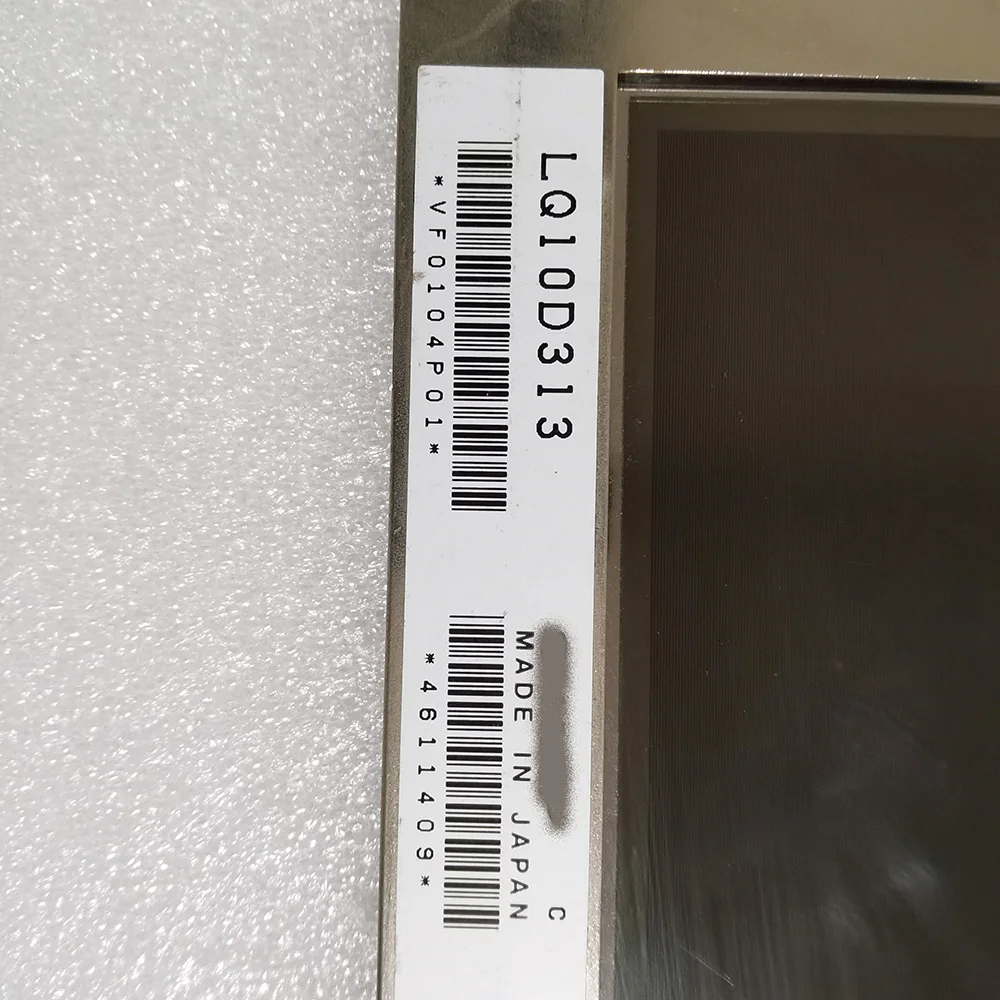 LQ10D313
*VF0104P01*
C
MADE IN JAPAN
*4611409*